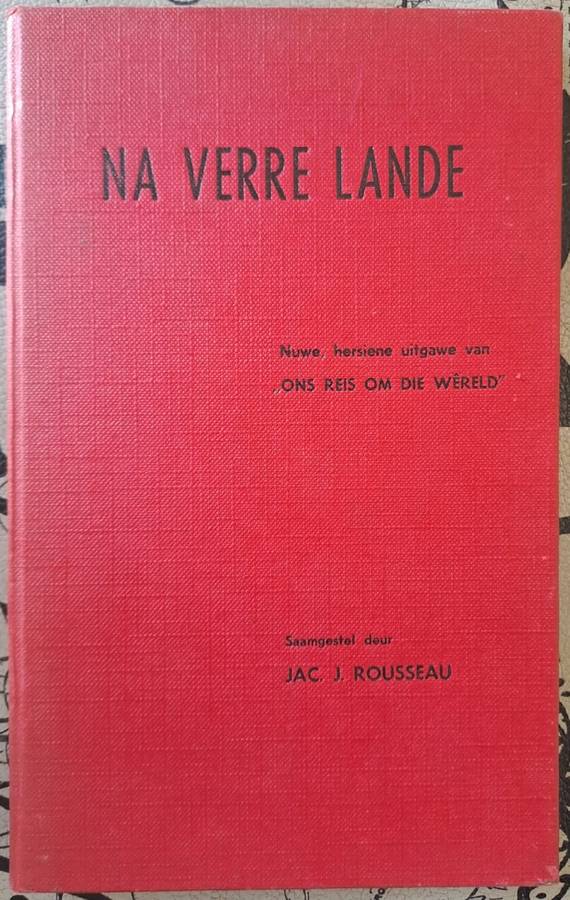 NA VERRE LANDE
Nuwe, hersiene uitgawe van
„ONS REIS OM DIE WÊRELD"
Saamgestel deur
JAC. J. ROUSSEAU